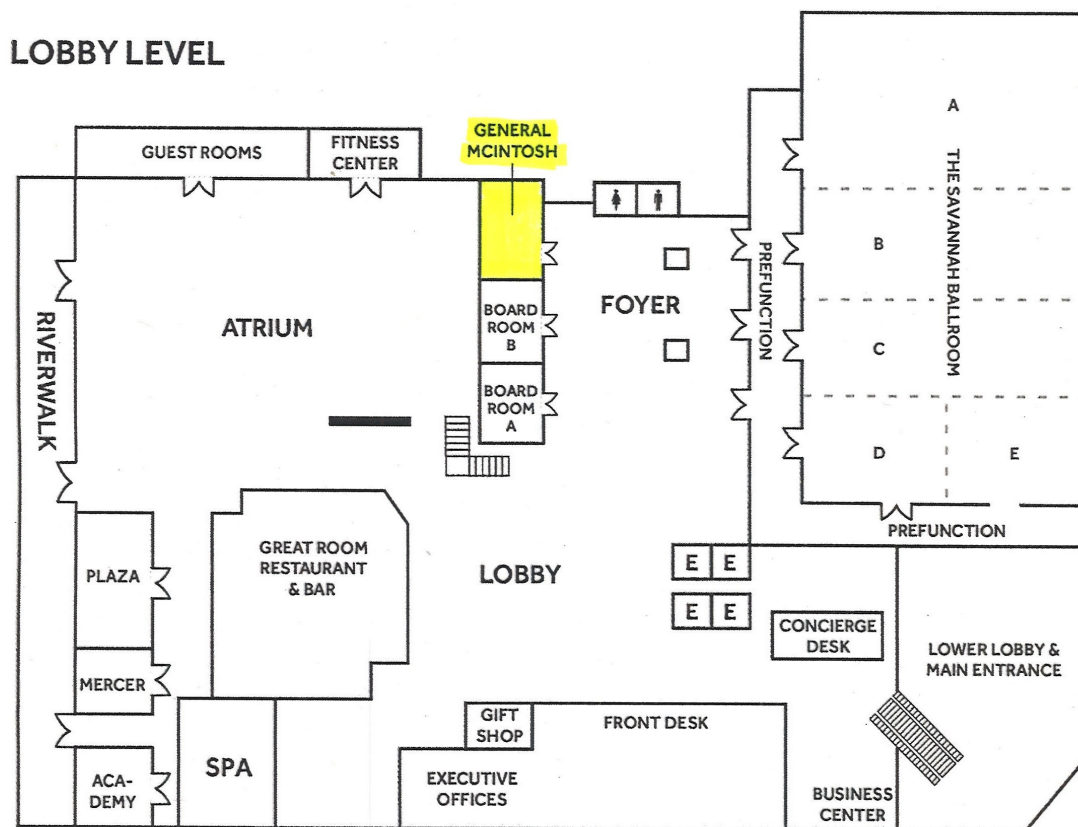 LOBBY LEVEL
GENERAL
MCINTOSH
GUEST ROOMS
FITNESS
CENTER
A
THE SAVANNAH BALLROOM
B
C
D
E
PREFUNCTION
PREFUNCTION
FOYER
ATRIUM
RIVERWALK
BOARD
ROOM
B
BOARD
ROOM
A
PLAZA
GREAT ROOM
RESTAURANT
& BAR
LOBBY
E E
E E
CONCIERGE
DESK
LOWER LOBBY &
MAIN ENTRANCE
MERCER
GIFT
SHOP
FRONT DESK
SPA
ACA-
DEMY
EXECUTIVE
OFFICES
BUSINESS
CENTER